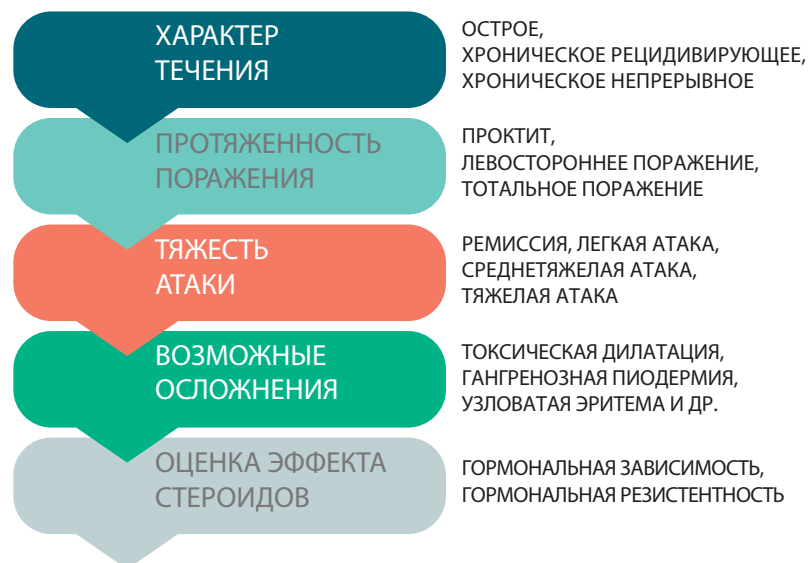 ХАРАКТЕР
ТЕЧЕНИЯ
ОСТРОЕ,
ХРОНИЧЕСКОЕ РЕЦИДИВИРУЮЩЕЕ,
ХРОНИЧЕСКОЕ НЕПРЕРЫВНОЕ
ПРОТЯЖЕННОСТЬ
ПОРАЖЕНИЯ
ПРОКТИТ,
ЛЕВОСТОРОННЕЕ ПОРАЖЕНИЕ,
ТОТАЛЬНОЕ ПОРАЖЕНИЕ
ТЯЖЕСТЬ
АТАКИ
РЕМИССИЯ, ЛЕГКАЯ АТАКА,
СРЕДНЕТЯЖЕЛАЯ АТАКА,
ТЯЖЕЛАЯ АТАКА
ВОЗМОЖНЫЕ
ОСЛОЖНЕНИЯ
ТОКСИЧЕСКАЯ ДИЛАТАЦИЯ,
ГАНГРЕНОЗНАЯ ПИОДЕРМИЯ,
УЗЛОВАТАЯ ЭРИТЕМА И ДР.
ОЦЕНКА ЭФФЕКТА
СТЕРОИДОВ
ГОРМОНАЛЬНАЯ ЗАВИСИМОСТЬ,
ГОРМОНАЛЬНАЯ РЕЗИСТЕНТНОСТЬ